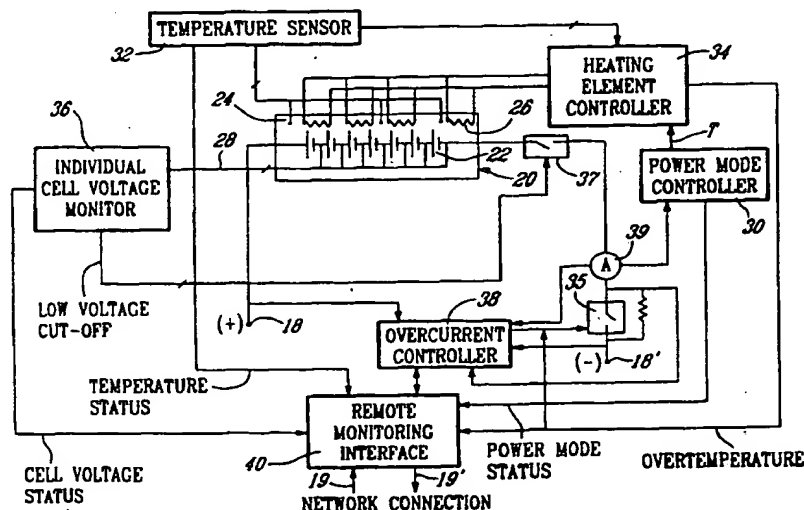 TEMPERATURE SENSOR
32
34
HEATING
ELEMENT
CONTROLLER
24
26
36
INDIVIDUAL
CELL VOLTAGE
MONITOR
28
22
20
37
T
POWER MODE
CONTROLLER
30
39
A
LOW VOLTAGE
CUT-OFF
(+)
18
38
35
OVERCURRENT
CONTROLLER
(-)
18'
TEMPERATURE
STATUS
REMOTE
MONITORING
INTERFACE
40
POWER MODE
STATUS
OVERTEMPERATURE
CELL VOLTAGE
STATUS
19
19'
NETWORK CONNECTION